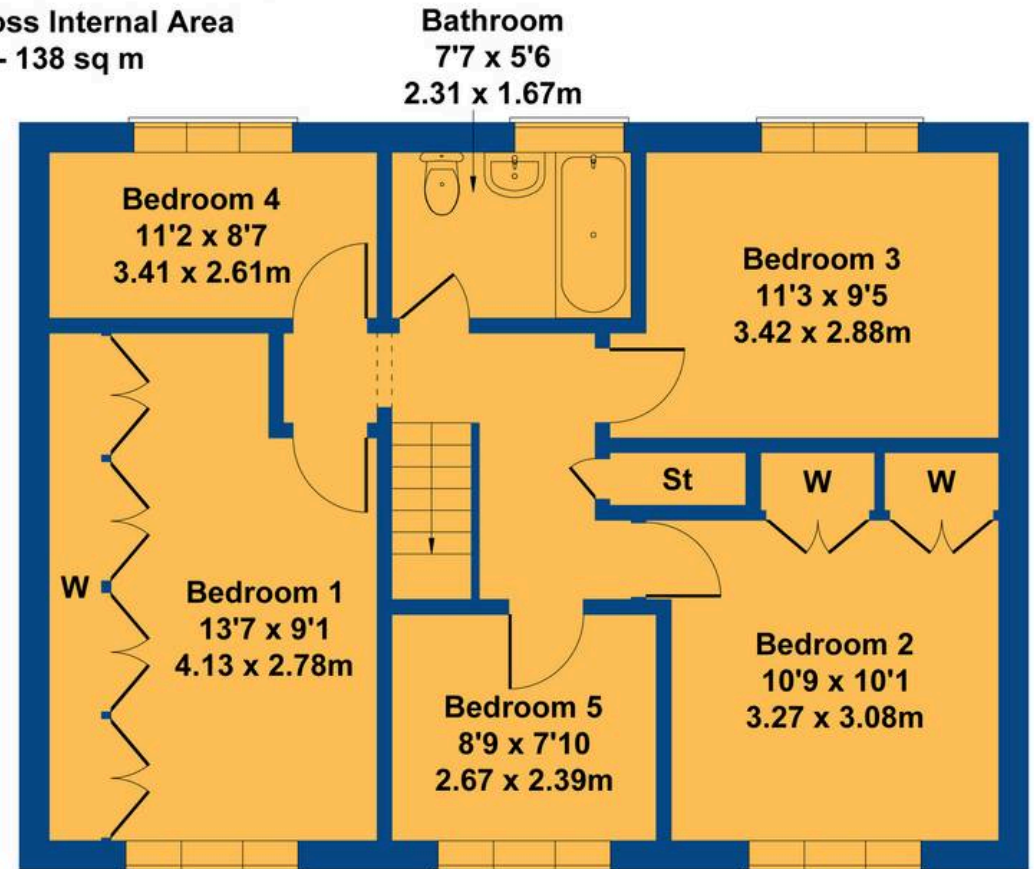 oss Internal Area
- 138 sq m
Bathroom
7'7 x 5'6
2.31 x 1.67m
Bedroom 4
11'2 x 8'7
3.41 x 2.61m
Bedroom 3
11'3 x 9'5
3.42 x 2.88m
St
W
W
W
Bedroom 1
13'7 x 9'1
4.13 x 2.78m
Bedroom 2
10'9 x 10'1
3.27 x 3.08m
Bedroom 5
8'9 x 7'10
2.67 x 2.39m